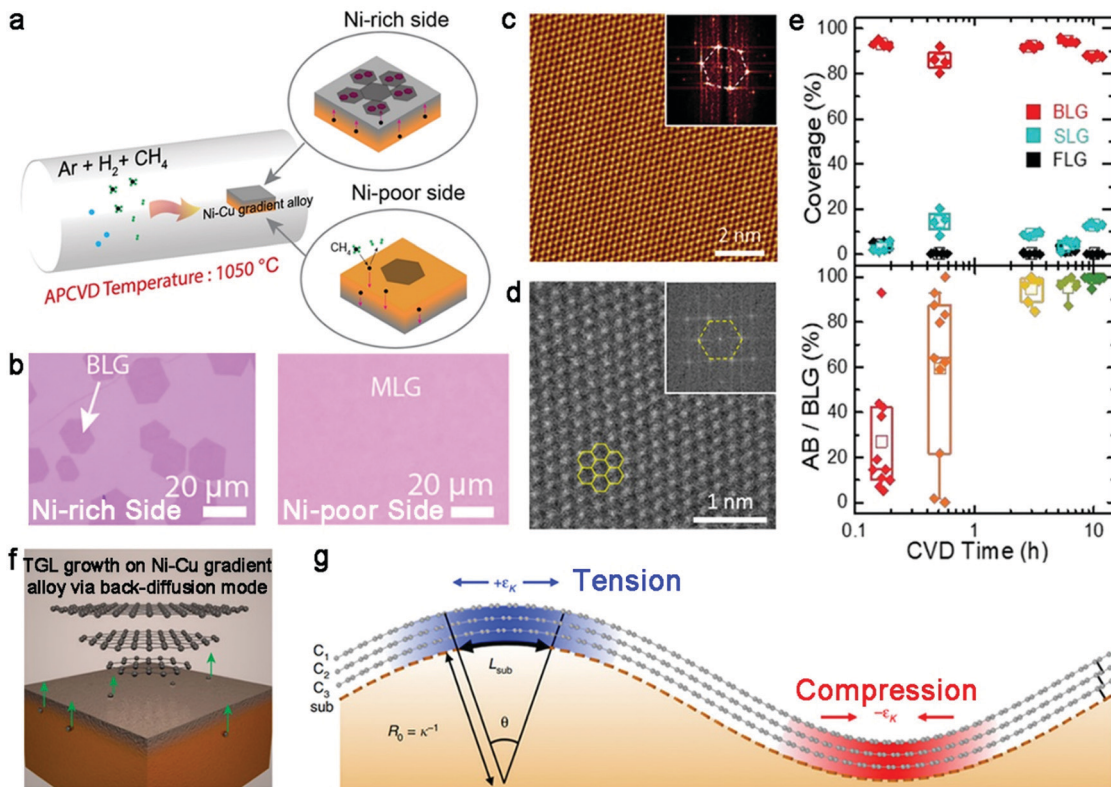 a
Ni-rich side
Ar + H₂+ CH₄
Ni-Cu gradient alloy
APCVD Temperature : 1050 °C
Ni-poor side
CH₄
b
BLG
20 µm
Ni-rich Side
MLG
20 µm
Ni-poor Side
c
2 nm
d
1 nm
e
Coverage (%)
100
80
60
40
20
0
BLG
SLG
FLG
AB / BLG (%)
100
80
60
40
20
0
0.1
1
10
CVD Time (h)
f
TGL growth on Ni-Cu gradient
alloy via back-diffusion mode
g
+εκ
Tension
C₁
C₂
C₃
sub
L sub
R₀ = κ⁻¹
θ
Compression
−εκ